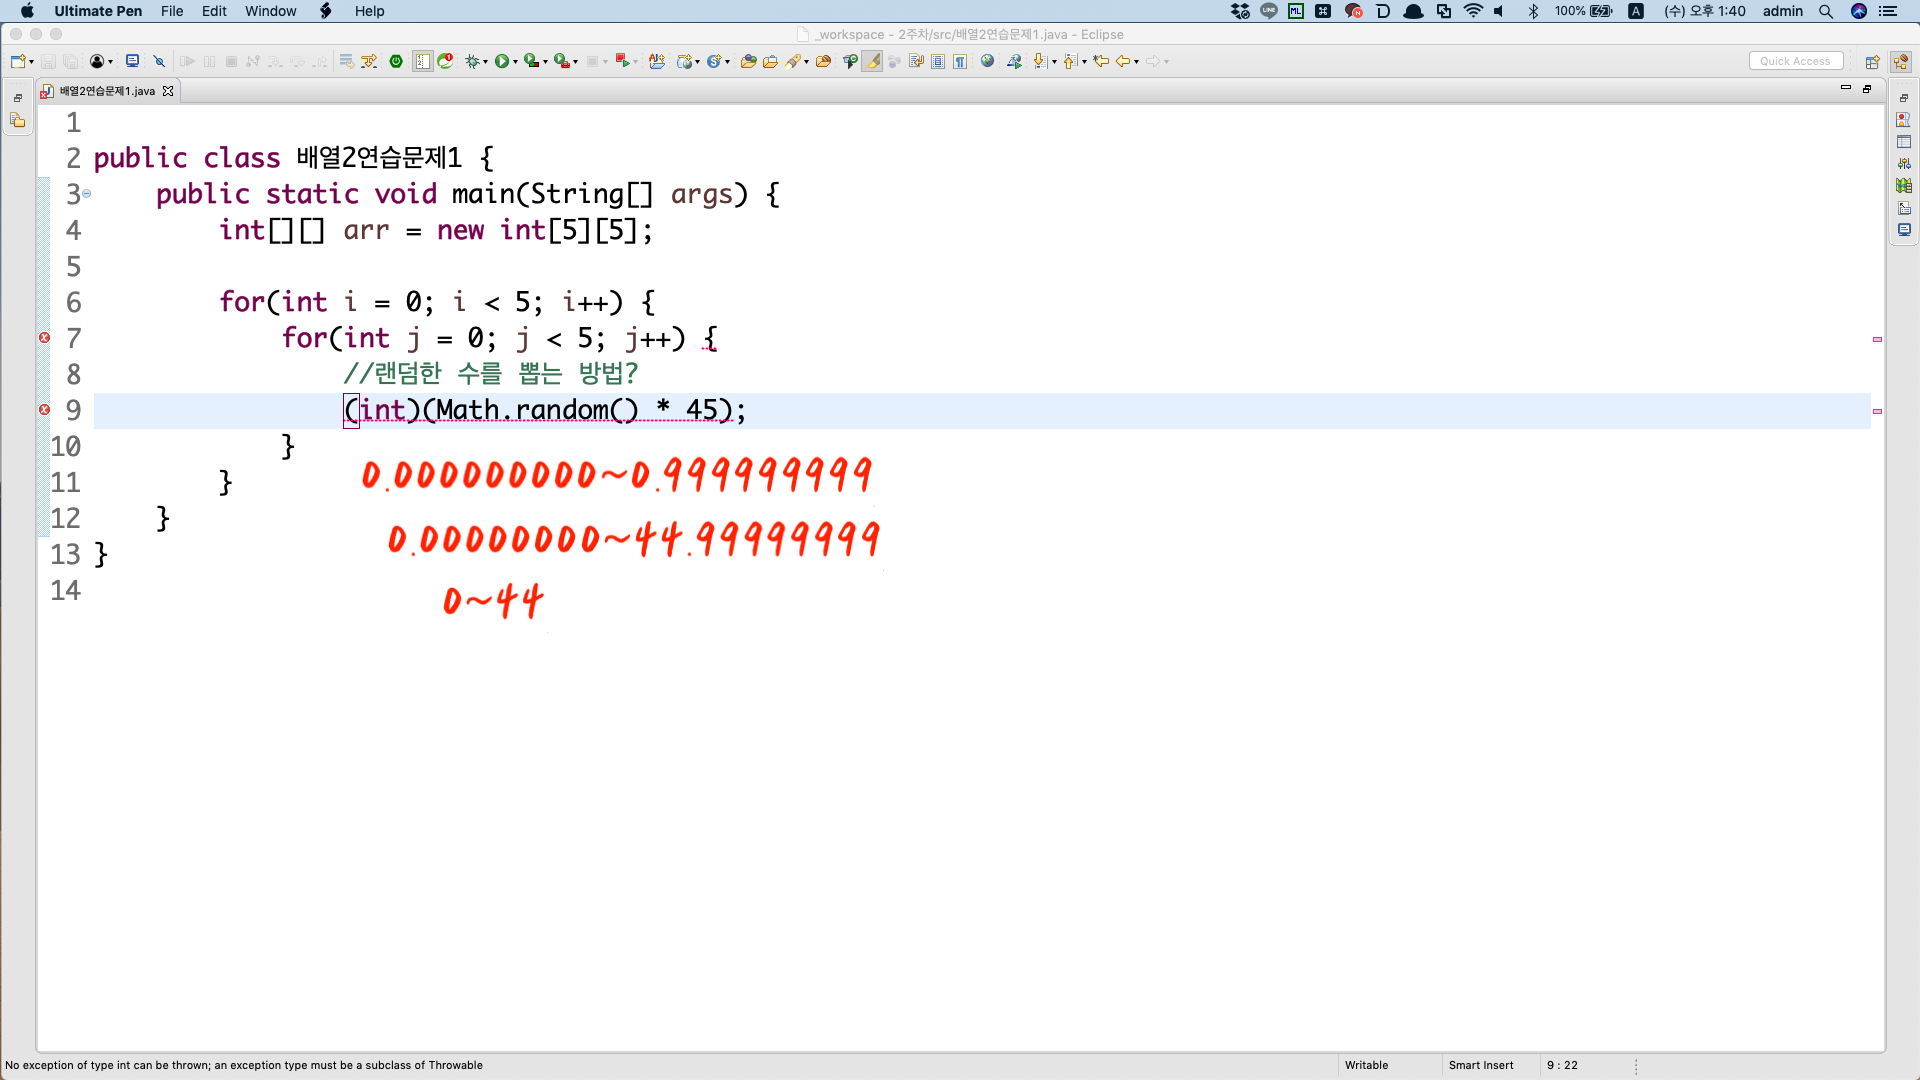 Ultimate Pen File Edit Window Help 100% A (수) 오후 1:40 admin
_workspace - 2주차/src/배열2연습문제1.java - Eclipse
Quick Access
배열2연습문제1.java
1
2 public class 배열2연습문제1 {
3 public static void main(String[] args) {
4 int[][] arr = new int[5][5];
5
6 for(int i = 0; i < 5; i++) {
7 for(int j = 0; j < 5; j++) {
8 //랜덤한 수를 뽑는 방법?
9 (int)(Math.random() * 45);
10 }
11 }
12 }
13 }
14
0.000000000~0.999999999
0.00000000~44.99999999
0~44
No exception of type int can be thrown; an exception type must be a subclass of Throwable
Writable Smart Insert 9 : 22